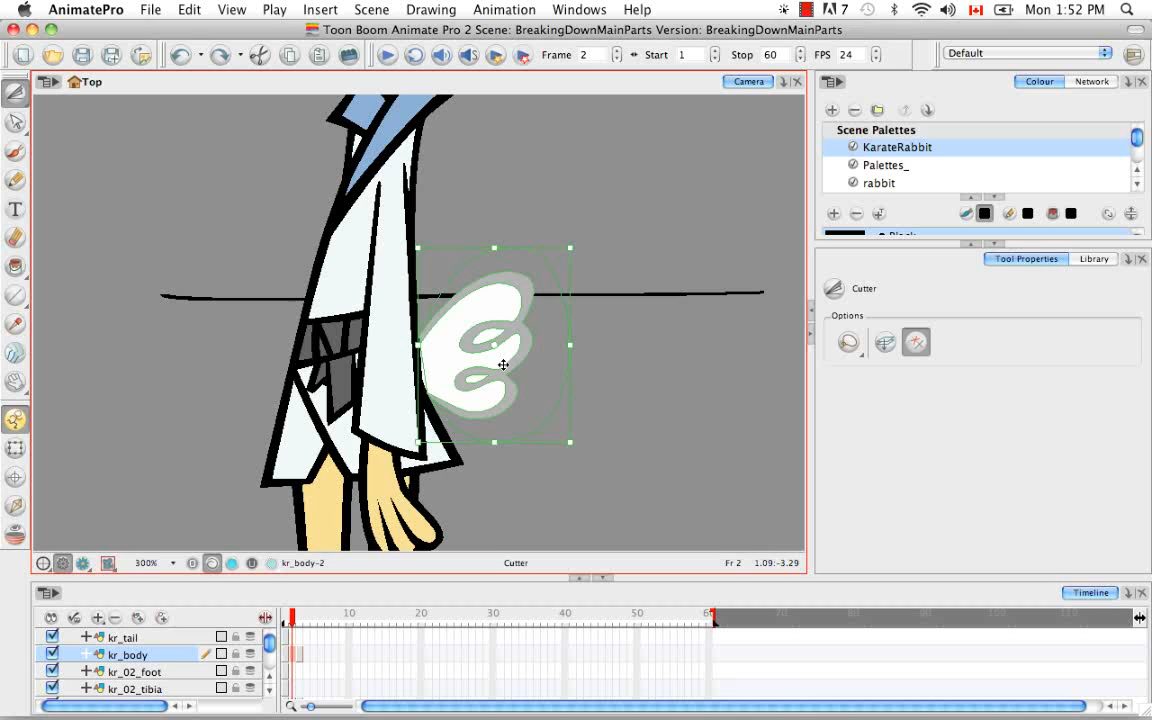 AnimatePro File Edit View Play Insert Scene Drawing Animation Windows Help A 7 Mon 1:52 PM
Toon Boom Animate Pro 2 Scene: BreakingDownMainParts Version: BreakingDownMainParts
Frame 2 Start 1 Stop 60 FPS 24 Default
Top Camera Colour Network
Scene Palettes
KarateRabbit
Palettes_
rabbit
Tool Properties Library
Cutter
Options
300% kr_body-2 Cutter Fr 2 1.09:-3.29
Timeline
10 20 30 40 50 60
kr_tail
kr_body
kr_02_foot
kr_02_tibia